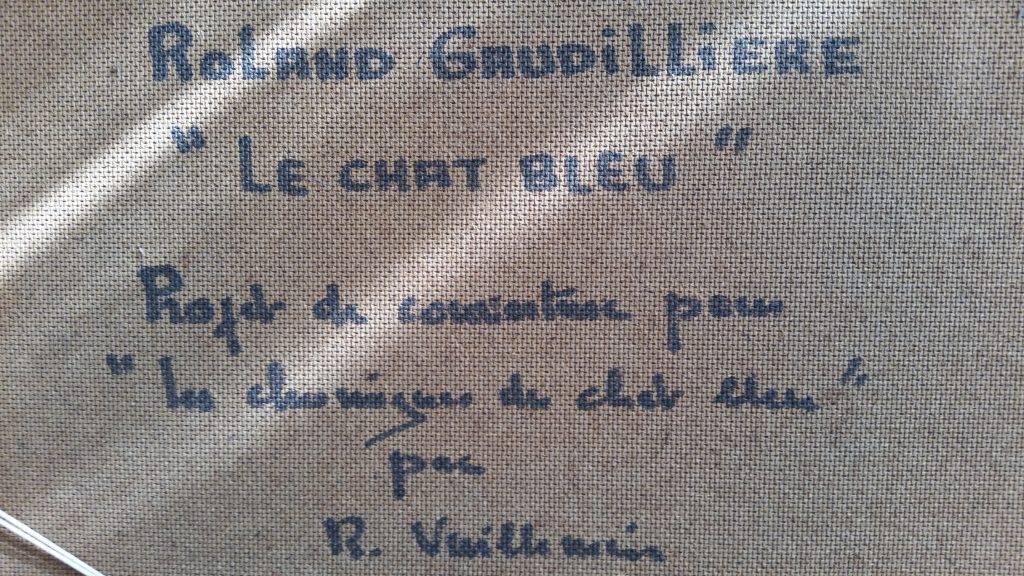 ROLAND GAUDILLIERE
" LE CHAT BLEU "
Projet de couverture pour
" les chroniques du chat bleu "
par
R. Vuillemin